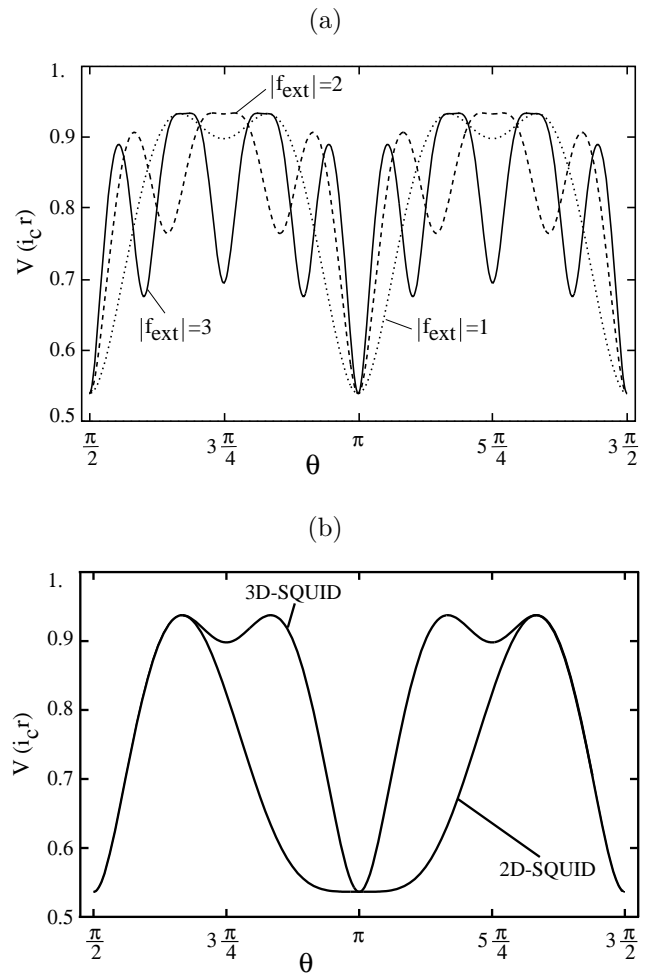 (a)
1.
0.9
0.8
0.7
0.6
0.5
V (i_c r)
|f_ext|=2
|f_ext|=3
|f_ext|=1
π/2
3 π/4
π
5 π/4
3 π/2
θ
(b)
1.
0.9
0.8
0.7
0.6
0.5
V (i_c r)
3D-SQUID
2D-SQUID
π/2
3 π/4
π
5 π/4
3 π/2
θ